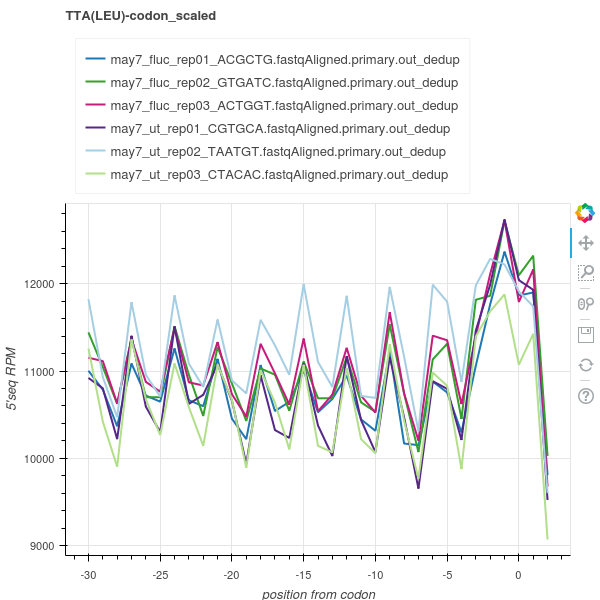 TTA(LEU)-codon_scaled
may7_fluc_rep01_ACGCTG.fastqAligned.primary.out_dedup
may7_fluc_rep02_GTGATC.fastqAligned.primary.out_dedup
may7_fluc_rep03_ACTGGT.fastqAligned.primary.out_dedup
may7_ut_rep01_CGTGCA.fastqAligned.primary.out_dedup
may7_ut_rep02_TAATGT.fastqAligned.primary.out_dedup
may7_ut_rep03_CTACAC.fastqAligned.primary.out_dedup
12000
11000
10000
9000
5'seq RPM
-30 -25 -20 -15 -10 -5 0
position from codon